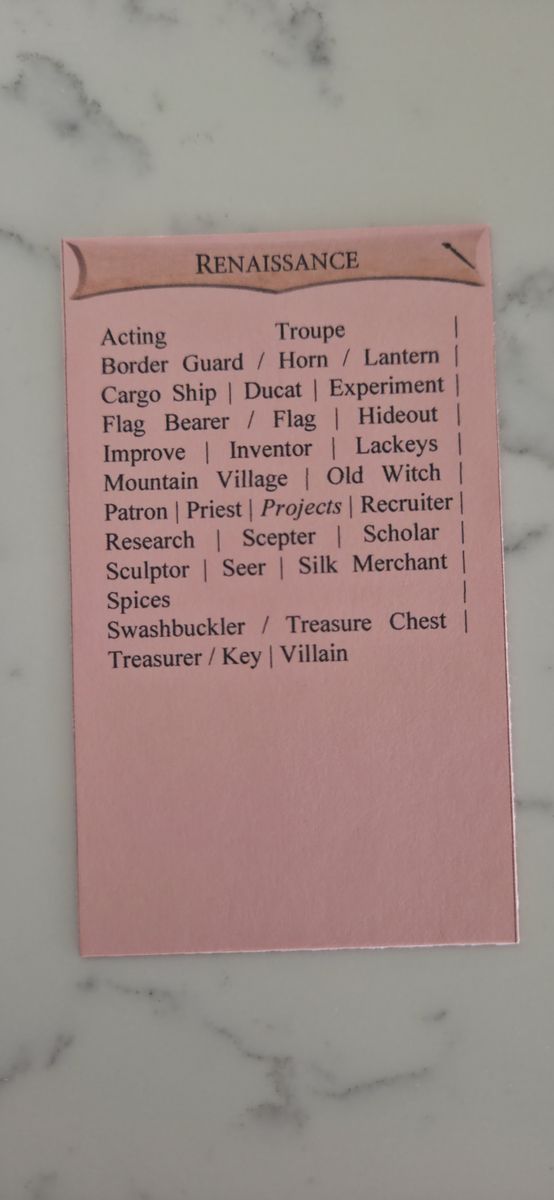 RENAISSANCE
Acting Troupe |
Border Guard / Horn / Lantern |
Cargo Ship | Ducat | Experiment |
Flag Bearer / Flag | Hideout |
Improve | Inventor | Lackeys |
Mountain Village | Old Witch |
Patron | Priest | Projects | Recruiter |
Research | Scepter | Scholar |
Sculptor | Seer | Silk Merchant |
Spices |
Swashbuckler / Treasure Chest |
Treasurer / Key | Villain